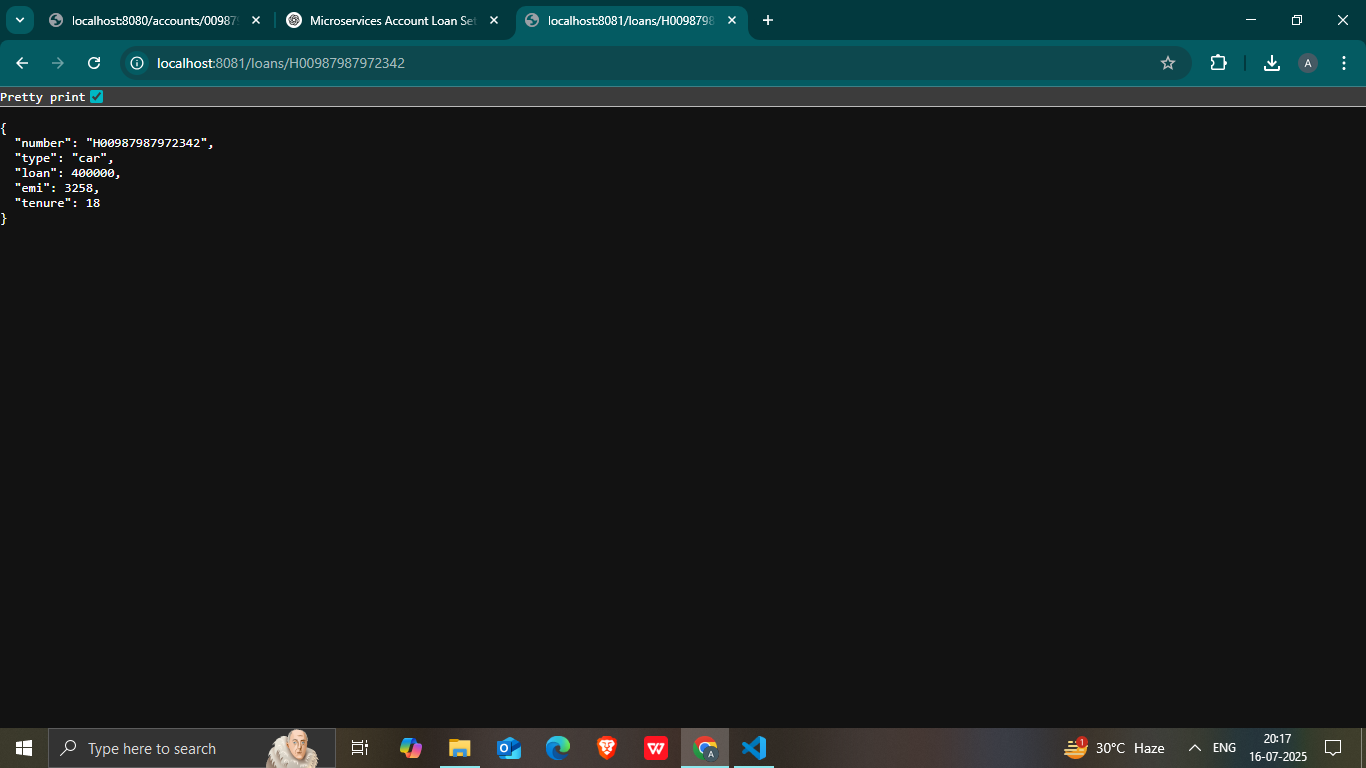 localhost:8080/accounts/00987
Microservices Account Loan Set
localhost:8081/loans/H0098798
localhost:8081/loans/H00987987972342
A
Pretty print
{
"number": "H00987987972342",
"type": "car",
"loan": 400000,
"emi": 3258,
"tenure": 18
}
Type here to search
W
A
1
30°C Haze
ENG
20:17
16-07-2025